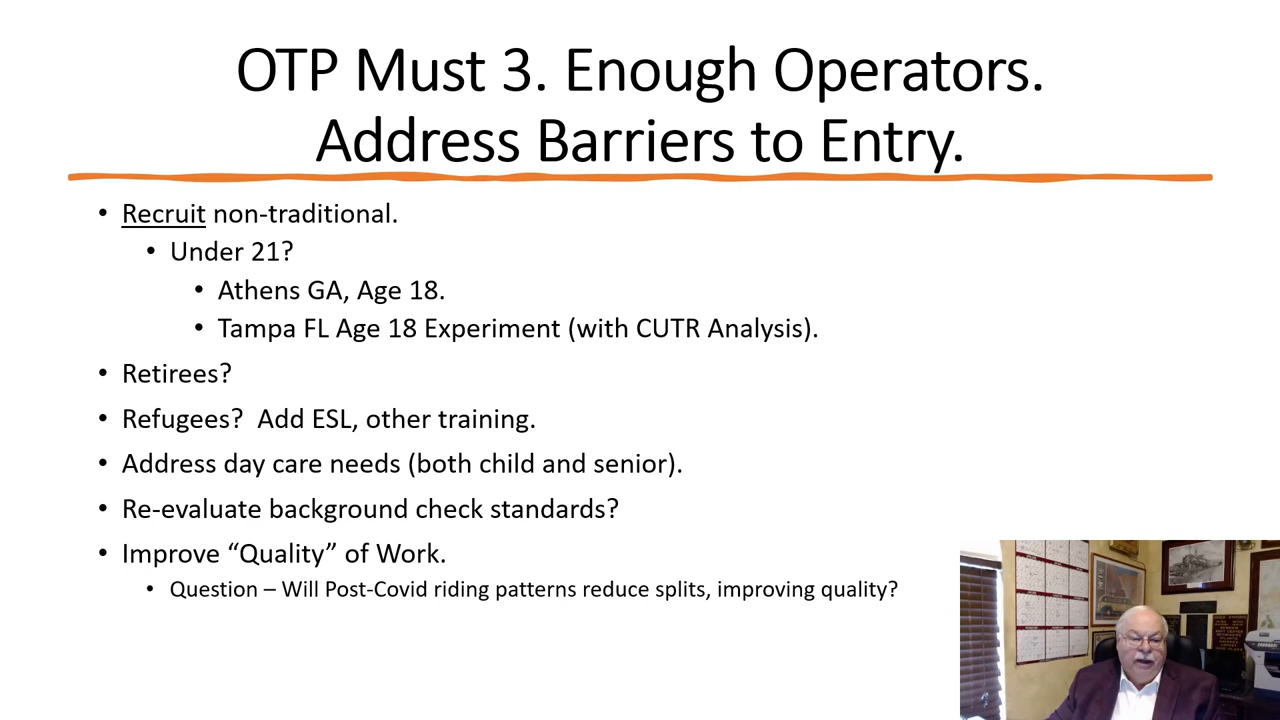 OTP Must 3. Enough Operators.
Address Barriers to Entry.
• Recruit non-traditional.
• Under 21?
• Athens GA, Age 18.
• Tampa FL Age 18 Experiment (with CUTR Analysis).
• Retirees?
• Refugees?  Add ESL, other training.
• Address day care needs (both child and senior).
• Re-evaluate background check standards?
• Improve “Quality” of Work.
• Question – Will Post-Covid riding patterns reduce splits, improving quality?